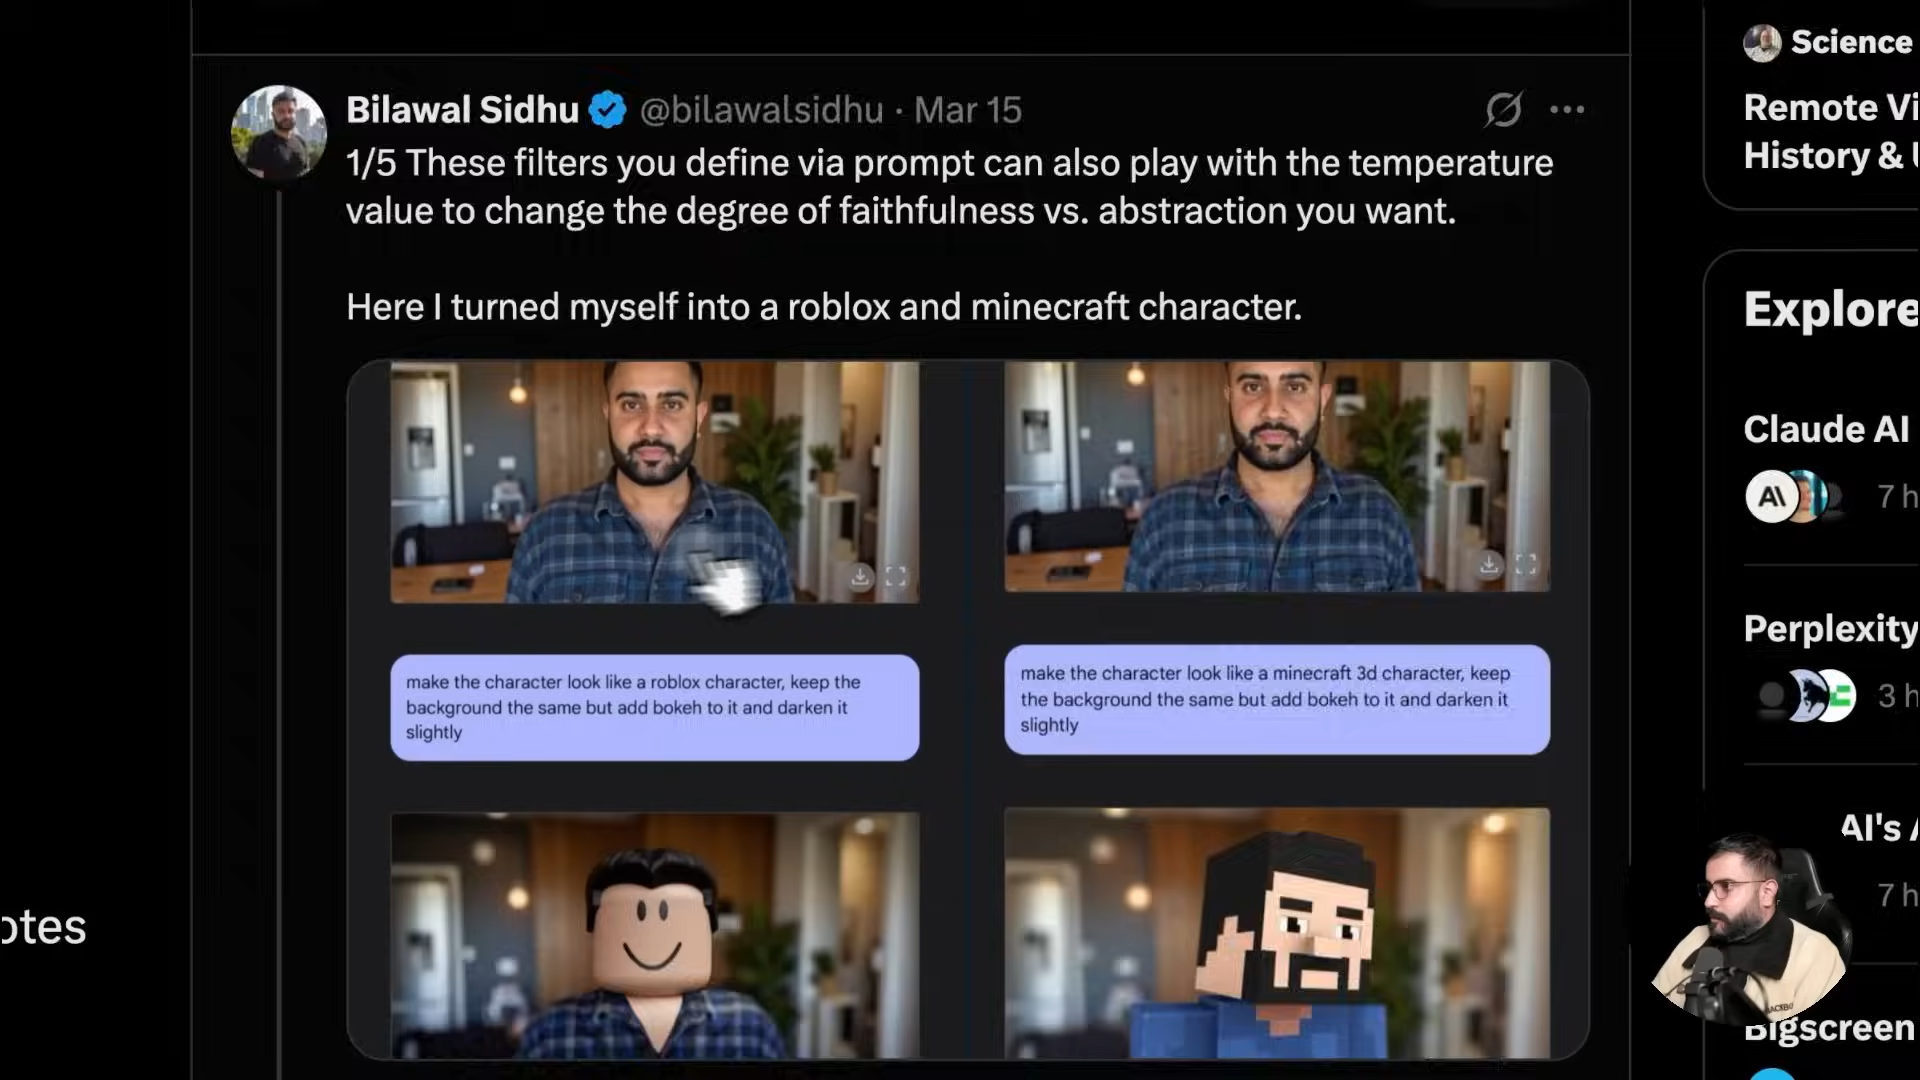 Bilawal Sidhu @bilawalsidhu · Mar 15
1/5 These filters you define via prompt can also play with the temperature
value to change the degree of faithfulness vs. abstraction you want.
Here I turned myself into a roblox and minecraft character.
make the character look like a roblox character, keep the
background the same but add bokeh to it and darken it
slightly
make the character look like a minecraft 3d character, keep
the background the same but add bokeh to it and darken it
slightly
otes
Science
Remote Vi
History &
Explore
Claude AI
AI
7 h
Perplexity
3 h
AI's
7 h
Bigscreen